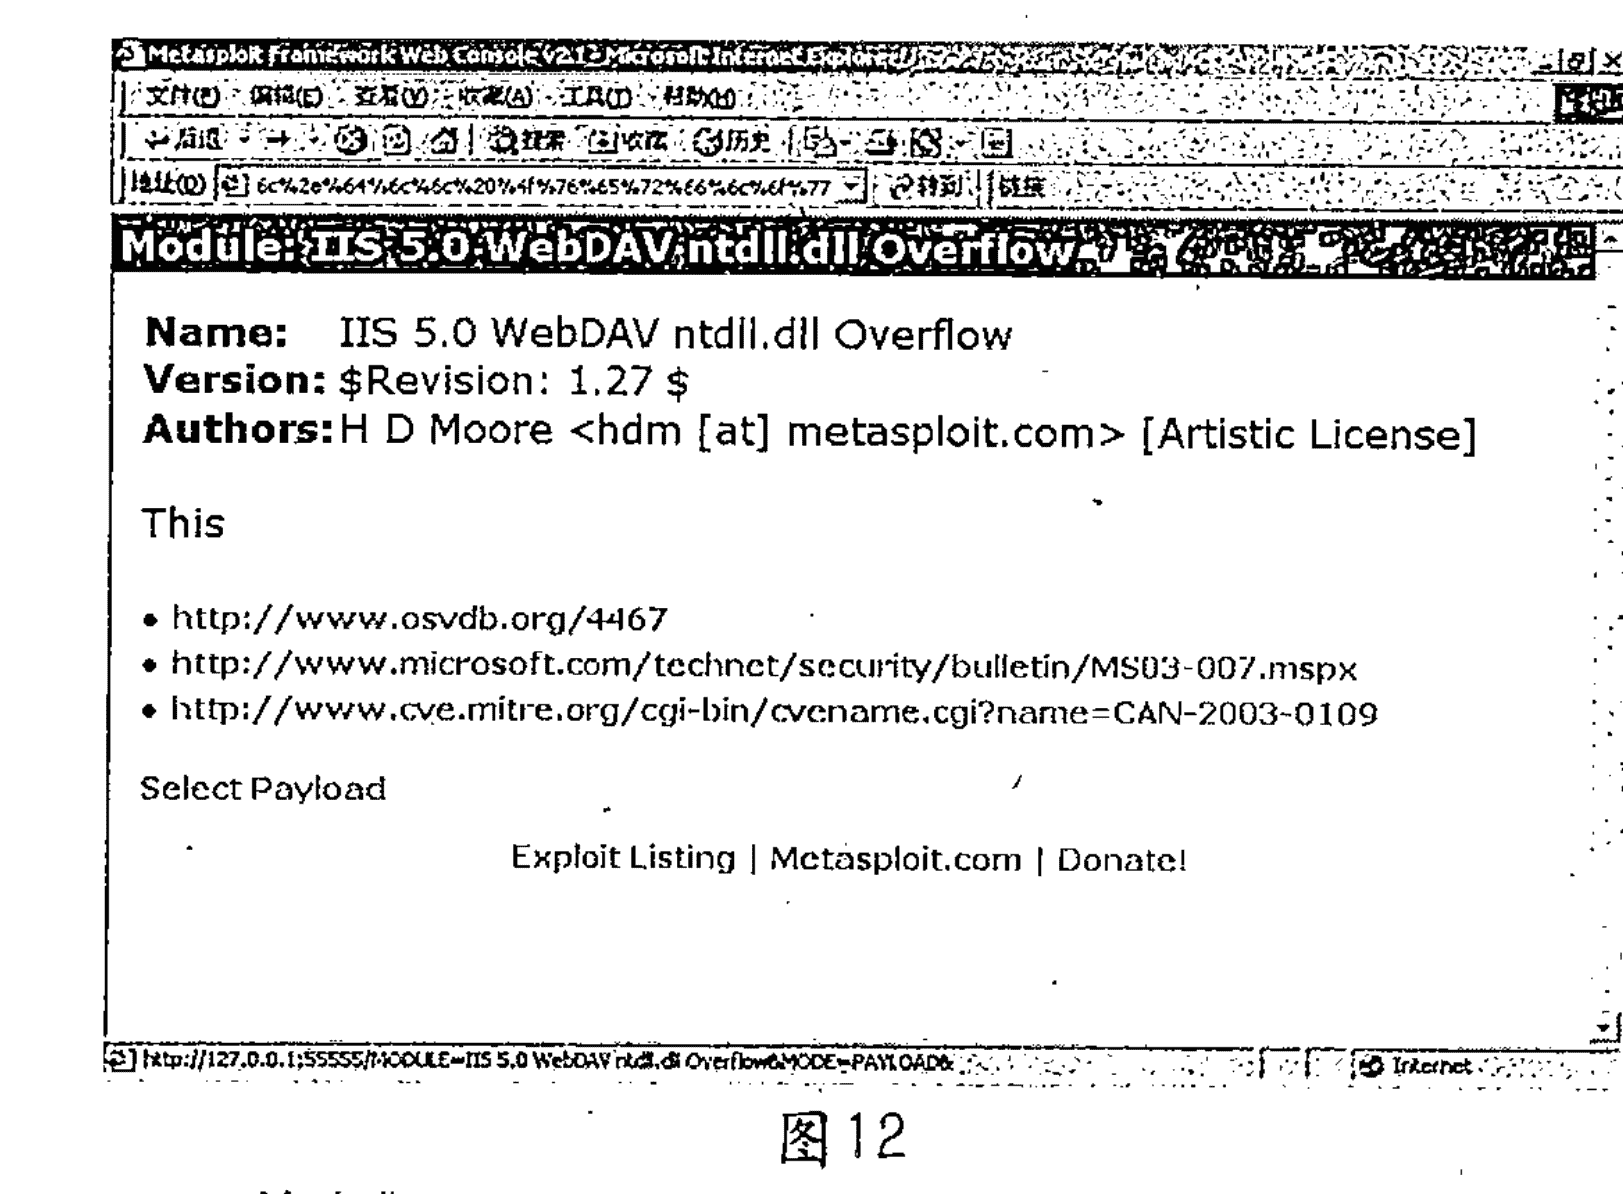 Metasploit Framework Web Console v2.1 - Microsoft Internet Explorer
文件(F) 编辑(E) 查看(V) 收藏(A) 工具(T) 帮助(H)
后退 搜索 收藏 历史
地址(D) 6c%2e%64%6c%6c%20%4f%76%65%72%66%6c%6f%77 转到 链接
Module: IIS 5.0 WebDAV ntdll.dll Overflow
Name: IIS 5.0 WebDAV ntdll.dll Overflow
Version: $Revision: 1.27 $
Authors: H D Moore <hdm [at] metasploit.com> [Artistic License]
This
• http://www.osvdb.org/4467
• http://www.microsoft.com/technet/security/bulletin/MS03-007.mspx
• http://www.cve.mitre.org/cgi-bin/cvename.cgi?name=CAN-2003-0109
Select Payload
Exploit Listing | Metasploit.com | Donate!
http://127.0.0.1:55555/MODULE=IIS 5.0 WebDAV ntdll.dll Overflow&MODE=PAYLOAD& Internet
图12